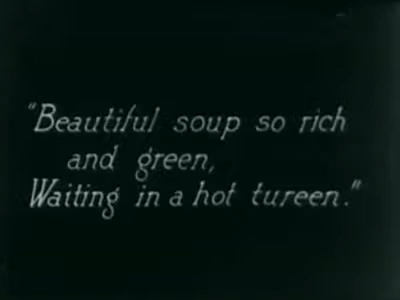 "Beautiful soup so rich
and green,
Waiting in a hot tureen."